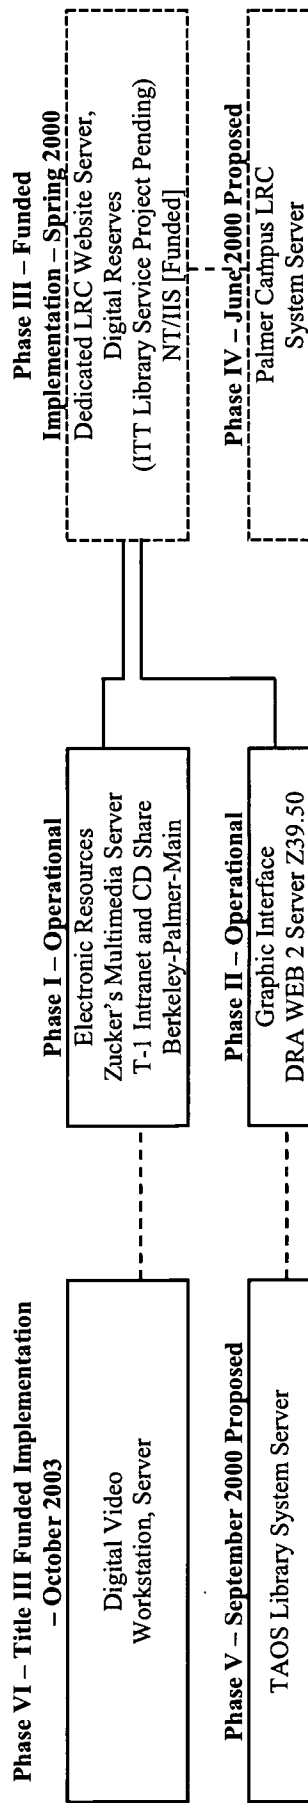 Phase VI – Title III Funded Implementation
– October 2003
Digital Video
Workstation, Server
Phase I – Operational
Electronic Resources
Zucker's Multimedia Server
T-1 Intranet and CD Share
Berkeley-Palmer-Main
Phase III – Funded
Implementation – Spring 2000
Dedicated LRC Website Server,
Digital Reserves
(ITT Library Service Project Pending)
NT/IIS [Funded]
Phase V – September 2000 Proposed
TAOS Library System Server
Phase II – Operational
Graphic Interface
DRA WEB 2 Server Z39.50
Phase IV – June 2000 Proposed
Palmer Campus LRC
System Server